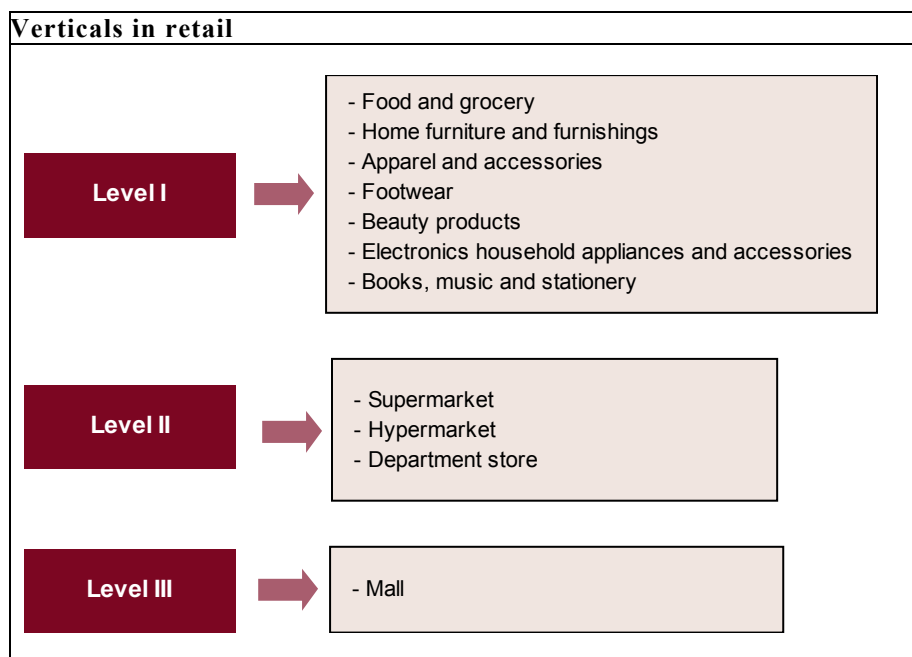 Verticals in retail
Level I
- Food and grocery
- Home furniture and furnishings
- Apparel and accessories
- Footwear
- Beauty products
- Electronics household appliances and accessories
- Books, music and stationery
Level II
- Supermarket
- Hypermarket
- Department store
Level III
- Mall